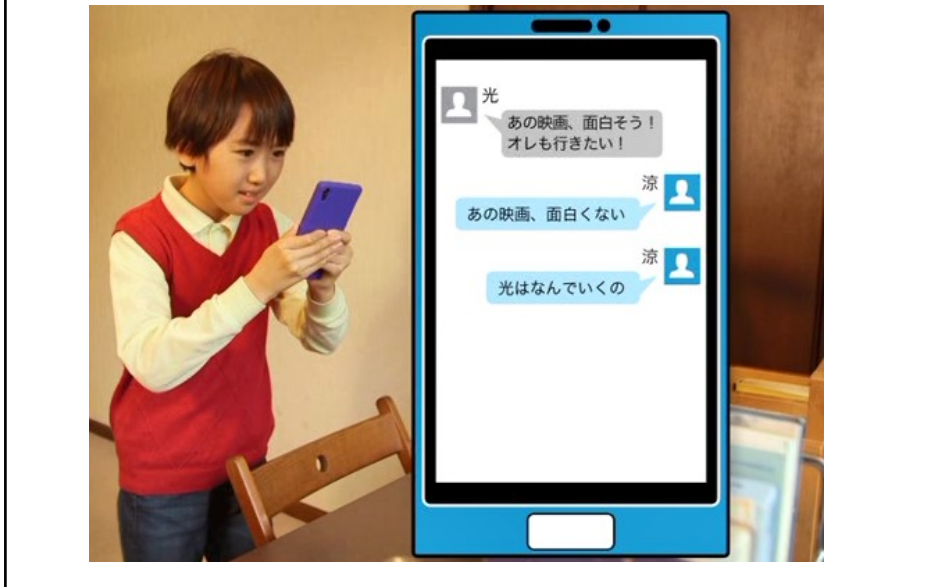 光
あの映画、面白そう！
オレも行きたい！
涼
あの映画、面白くない
涼
光はなんでいくの